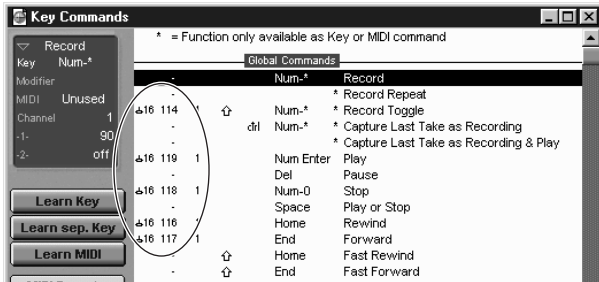 Key Commands
* = Function only available as Key or MIDI command
Global Commands
Record
Key Num-*
Modifier
MIDI Unused
Channel 1
-1- 90
-2- off
Learn Key
Learn sep. Key
Learn MIDI
- Num-* Record
- * Record Repeat
16 114 1 ⇧ Num-* * Record Toggle
- ctrl Num-* * Capture Last Take as Recording
- * Capture Last Take as Recording & Play
16 119 1 Num Enter Play
- Del Pause
16 118 1 Num-0 Stop
- Space Play or Stop
16 116 1 Home Rewind
16 117 1 End Forward
- ⇧ Home Fast Rewind
- ⇧ End Fast Forward